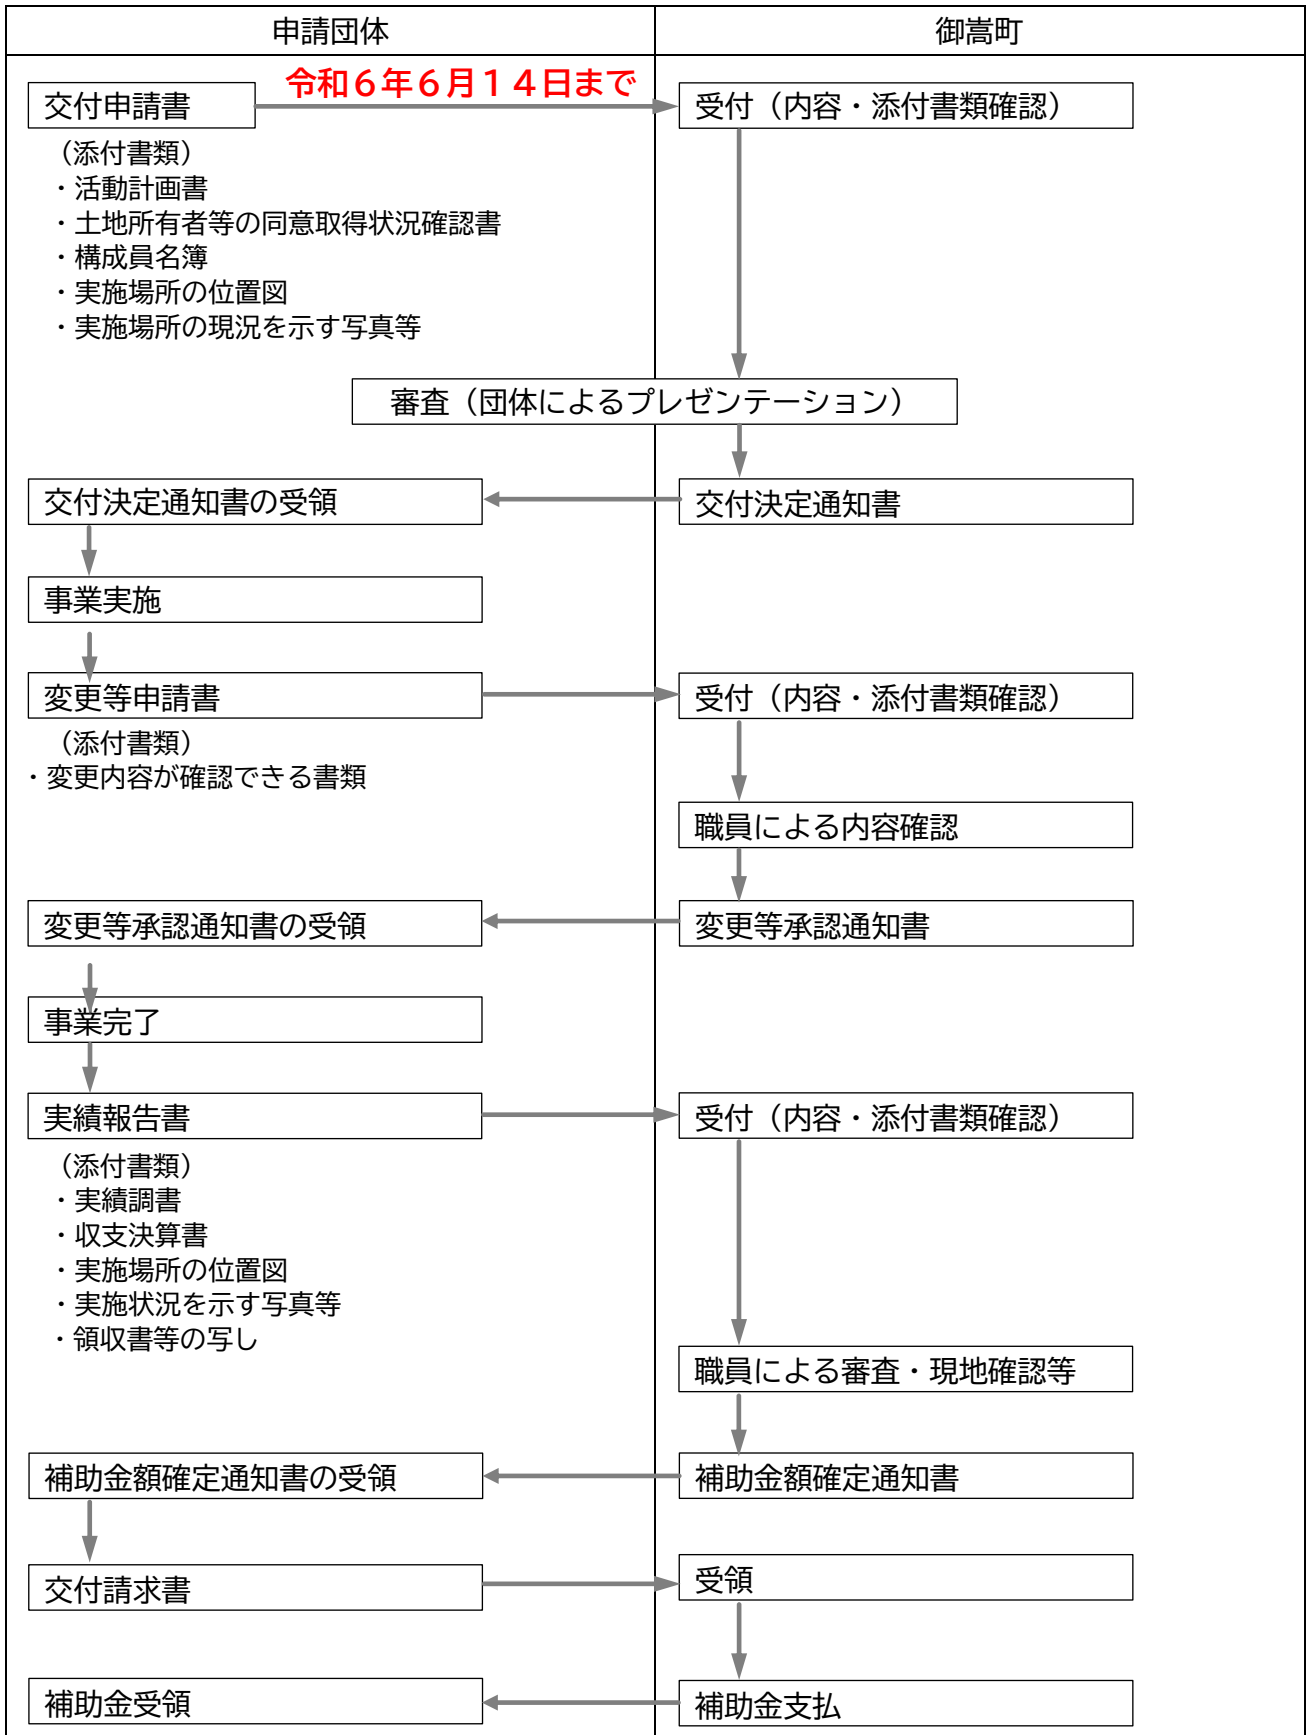 申請団体
御嵩町
令和６年６月１４日まで
交付申請書
受付（内容・添付書類確認）
（添付書類）
・活動計画書
・土地所有者等の同意取得状況確認書
・構成員名簿
・実施場所の位置図
・実施場所の現況を示す写真等
審査（団体によるプレゼンテーション）
交付決定通知書の受領
交付決定通知書
事業実施
変更等申請書
受付（内容・添付書類確認）
（添付書類）
・変更内容が確認できる書類
職員による内容確認
変更等承認通知書の受領
変更等承認通知書
事業完了
実績報告書
受付（内容・添付書類確認）
（添付書類）
・実績調書
・収支決算書
・実施場所の位置図
・実施状況を示す写真等
・領収書等の写し
職員による審査・現地確認等
補助金額確定通知書の受領
補助金額確定通知書
交付請求書
受領
補助金受領
補助金支払